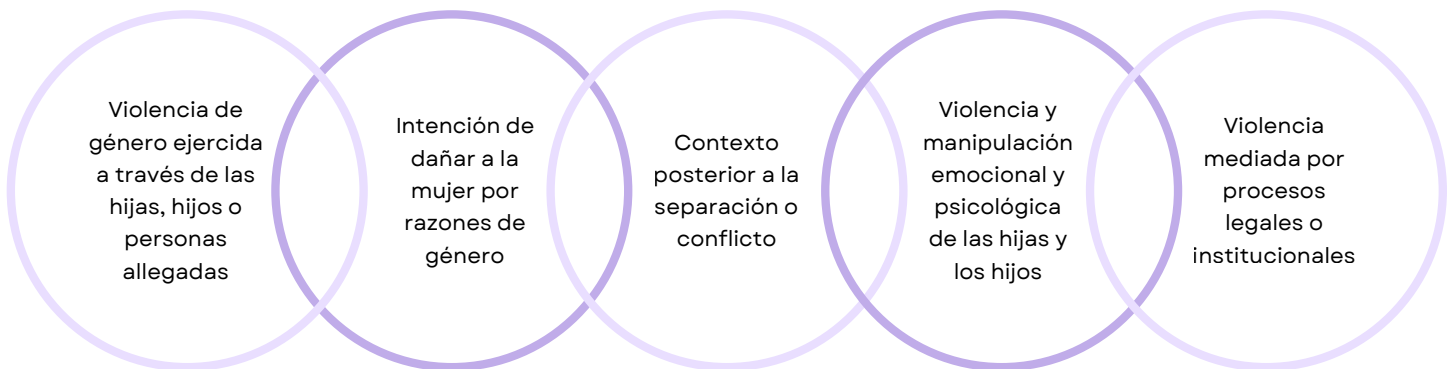 Violencia de
género ejercida
a través de las
hijas, hijos o
personas
allegadas
Intención de
dañar a la
mujer por
razones de
género
Contexto
posterior a la
separación o
conflicto
Violencia y
manipulación
emocional y
psicológica
de las hijas y
los hijos
Violencia
mediada por
procesos
legales o
institucionales